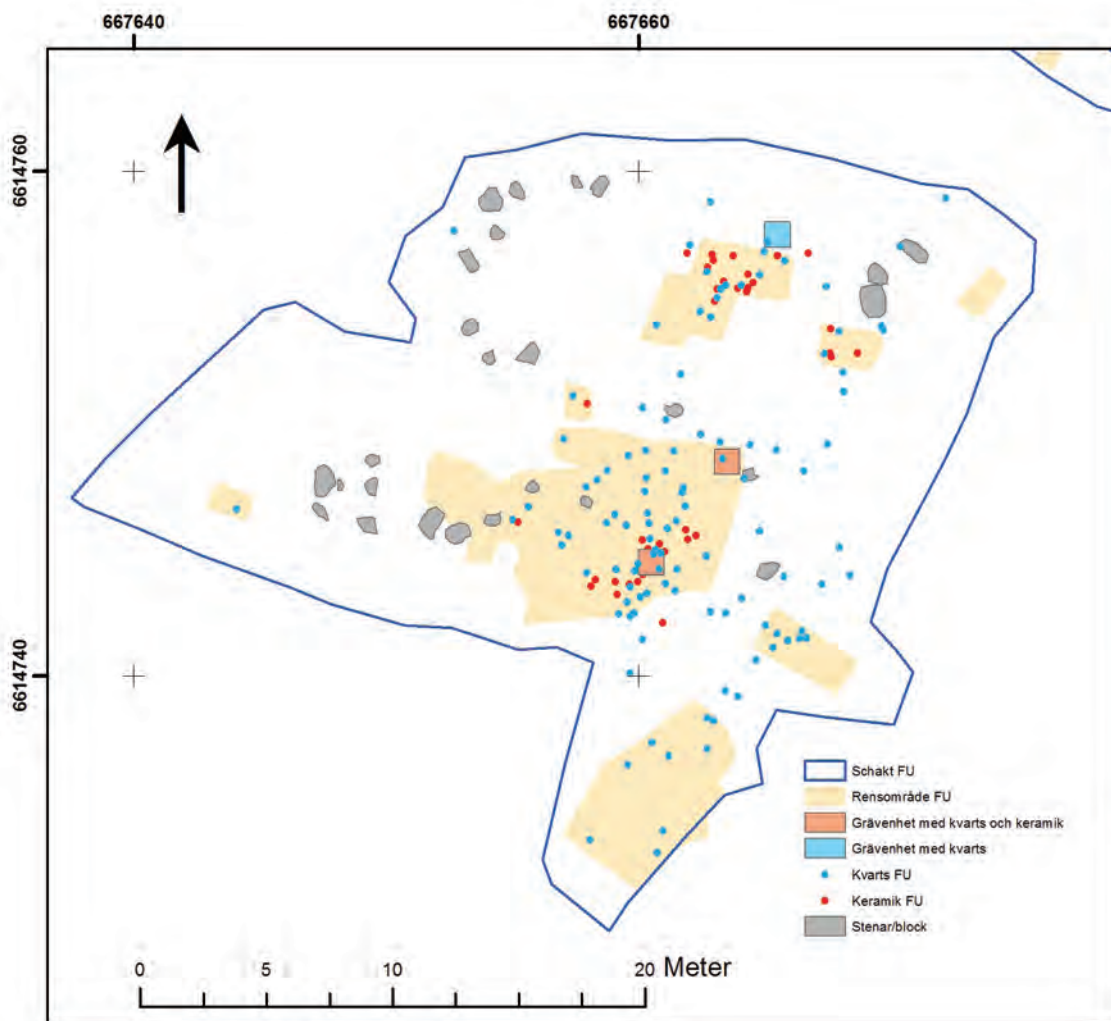 667640 667660
6614760
6614740
Schakt FU
Rensområde FU
Grävenhet med kvarts och keramik
Grävenhet med kvarts
Kvarts FU
Keramik FU
Stenar/block
0 5 10 20 Meter